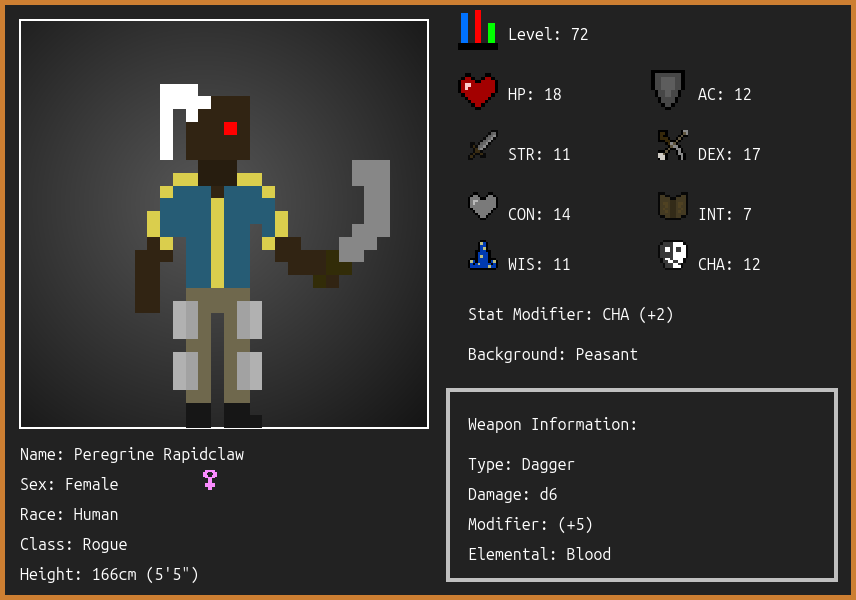 Level: 72
HP: 18
AC: 12
STR: 11
DEX: 17
CON: 14
INT: 7
WIS: 11
CHA: 12
Stat Modifier: CHA (+2)
Background: Peasant
Weapon Information:
Type: Dagger
Damage: d6
Modifier: (+5)
Elemental: Blood
Name: Peregrine Rapidclaw
Sex: Female
Race: Human
Class: Rogue
Height: 166cm (5'5")